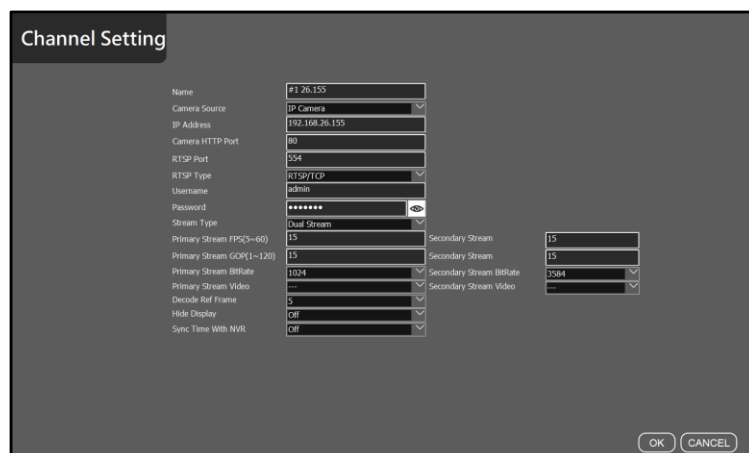 Channel Setting
Name #1 26.155
Camera Source IP Camera
IP Address 192.168.26.155
Camera HTTP Port 80
RTSP Port 554
RTSP Type RTSP/TCP
Username admin
Password •••••••
Stream Type Dual Stream
Primary Stream FPS(5~60) 15 Secondary Stream 15
Primary Stream GOP(1~120) 15 Secondary Stream 15
Primary Stream BitRate 1024 Secondary Stream BitRate 3584
Primary Stream Video --- Secondary Stream Video ---
Decode Ref Frame 5
Hide Display Off
Sync Time With NVR Off
OK CANCEL